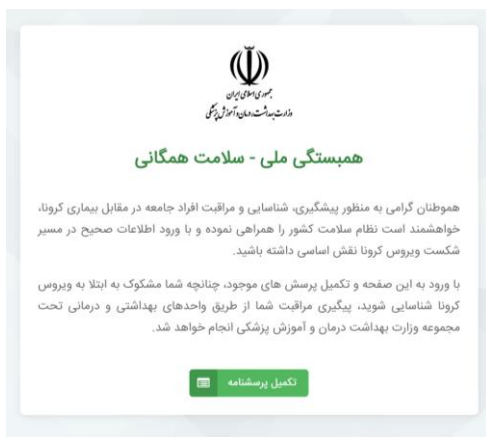 جمهوری اسلامی ایران
وزارت بهداشت، درمان و آموزش پزشکی
همبستگی ملی - سلامت همگانی
هموطنان گرامی به منظور پیشگیری، شناسایی و مراقبت افراد جامعه در مقابل بیماری کرونا،
خواهشمند است نظام سلامت کشور را همراهی نموده و با ورود اطلاعات صحیح در مسیر
شکست ویروس کرونا نقش اساسی داشته باشید.
با ورود به این صفحه و تکمیل پرسش های موجود، چنانچه شما مشکوک به ابتلا به ویروس
کرونا شناسایی شوید، پیگیری مراقبت شما از طریق واحدهای بهداشتی و درمانی تحت
مجموعه وزارت بهداشت درمان و آموزش پزشکی انجام خواهد شد.
تکمیل پرسشنامه